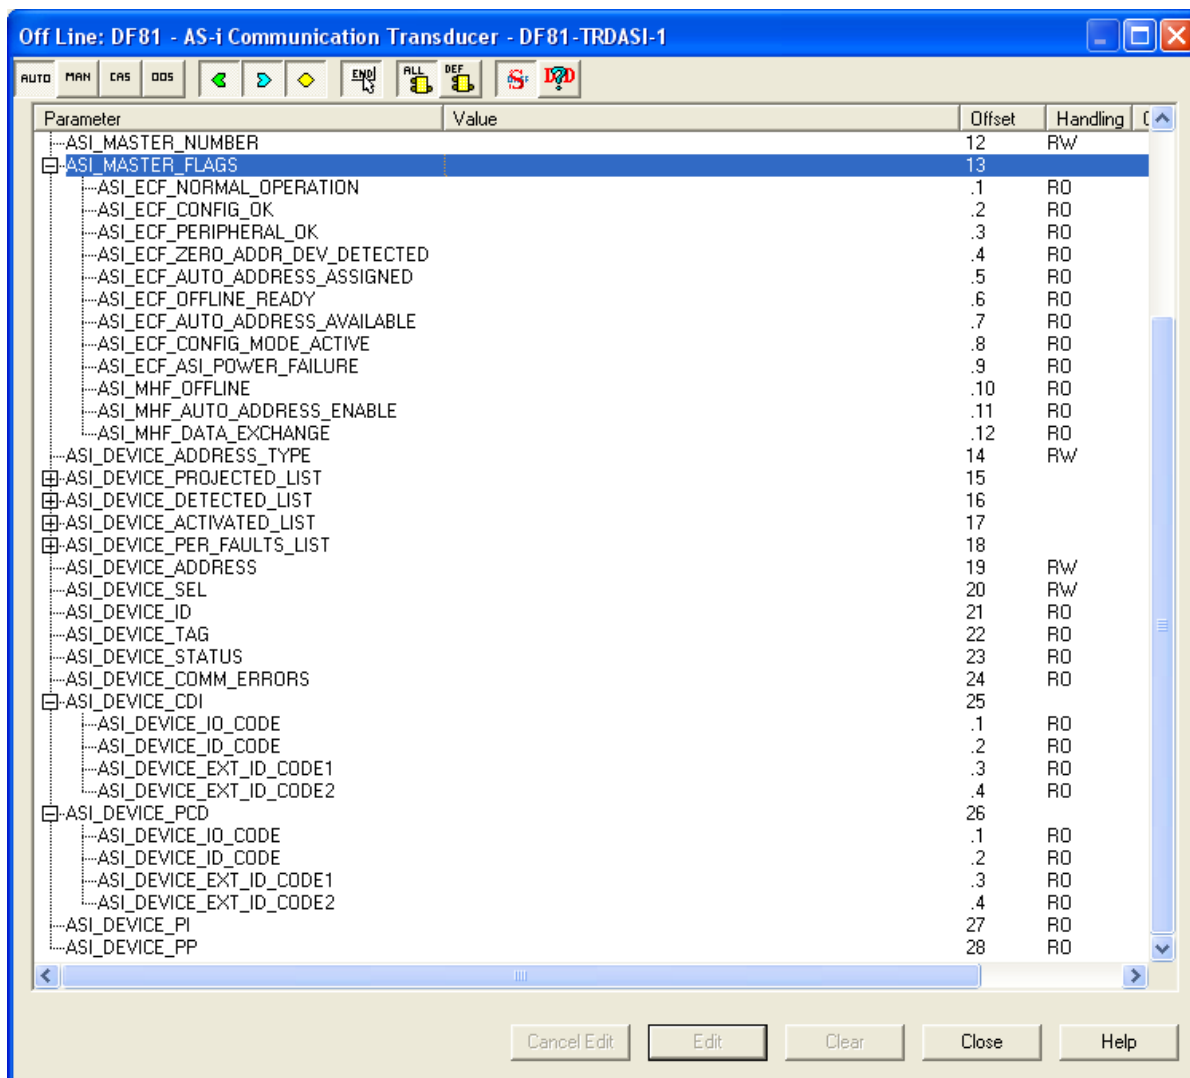 Off Line: DF81 - AS-i Communication Transducer - DF81-TRDASI-1
AUTO MAN CAS OOS END ALL DEF
Parameter Value Offset Handling
ASI_MASTER_NUMBER 12 RW
ASI_MASTER_FLAGS 13
ASI_ECF_NORMAL_OPERATION .1 RO
ASI_ECF_CONFIG_OK .2 RO
ASI_ECF_PERIPHERAL_OK .3 RO
ASI_ECF_ZERO_ADDR_DEV_DETECTED .4 RO
ASI_ECF_AUTO_ADDRESS_ASSIGNED .5 RO
ASI_ECF_OFFLINE_READY .6 RO
ASI_ECF_AUTO_ADDRESS_AVAILABLE .7 RO
ASI_ECF_CONFIG_MODE_ACTIVE .8 RO
ASI_ECF_ASI_POWER_FAILURE .9 RO
ASI_MHF_OFFLINE .10 RO
ASI_MHF_AUTO_ADDRESS_ENABLE .11 RO
ASI_MHF_DATA_EXCHANGE .12 RO
ASI_DEVICE_ADDRESS_TYPE 14 RW
ASI_DEVICE_PROJECTED_LIST 15
ASI_DEVICE_DETECTED_LIST 16
ASI_DEVICE_ACTIVATED_LIST 17
ASI_DEVICE_PER_FAULTS_LIST 18
ASI_DEVICE_ADDRESS 19 RW
ASI_DEVICE_SEL 20 RW
ASI_DEVICE_ID 21 RO
ASI_DEVICE_TAG 22 RO
ASI_DEVICE_STATUS 23 RO
ASI_DEVICE_COMM_ERRORS 24 RO
ASI_DEVICE_CDI 25
ASI_DEVICE_IO_CODE .1 RO
ASI_DEVICE_ID_CODE .2 RO
ASI_DEVICE_EXT_ID_CODE1 .3 RO
ASI_DEVICE_EXT_ID_CODE2 .4 RO
ASI_DEVICE_PCD 26
ASI_DEVICE_IO_CODE .1 RO
ASI_DEVICE_ID_CODE .2 RO
ASI_DEVICE_EXT_ID_CODE1 .3 RO
ASI_DEVICE_EXT_ID_CODE2 .4 RO
ASI_DEVICE_PI 27 RO
ASI_DEVICE_PP 28 RO
Cancel Edit Edit Clear Close Help